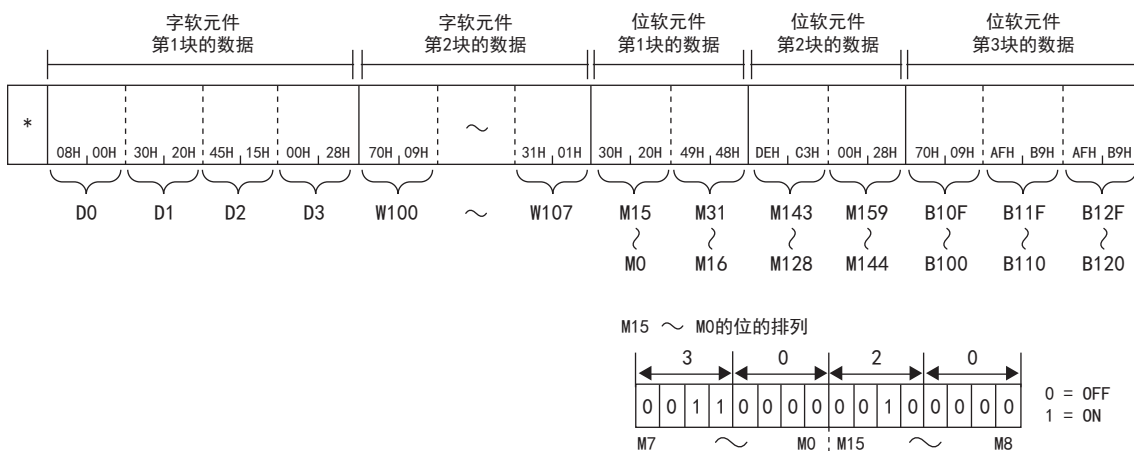 字软元件 字软元件 位软元件 位软元件 位软元件
第1块的数据 第2块的数据 第1块的数据 第2块的数据 第3块的数据
* ～
08H 00H 30H 20H 45H 15H 00H 28H 70H 09H 31H 01H 30H 20H 49H 48H DEH C3H 00H 28H 70H 09H AFH B9H AFH B9H
D0 D1 D2 D3 W100 ～ W107 M15 M31 M143 M159 B10F B11F B12F
～ ～ ～ ～ ～ ～ ～
M0 M16 M128 M144 B100 B110 B120
M15 ～ M0的位的排列
3 0 2 0
0 0 1 1 0 0 0 0 0 0 1 0 0 0 0 0
0 = OFF
1 = ON
M7 ～ M0 M15 ～ M8